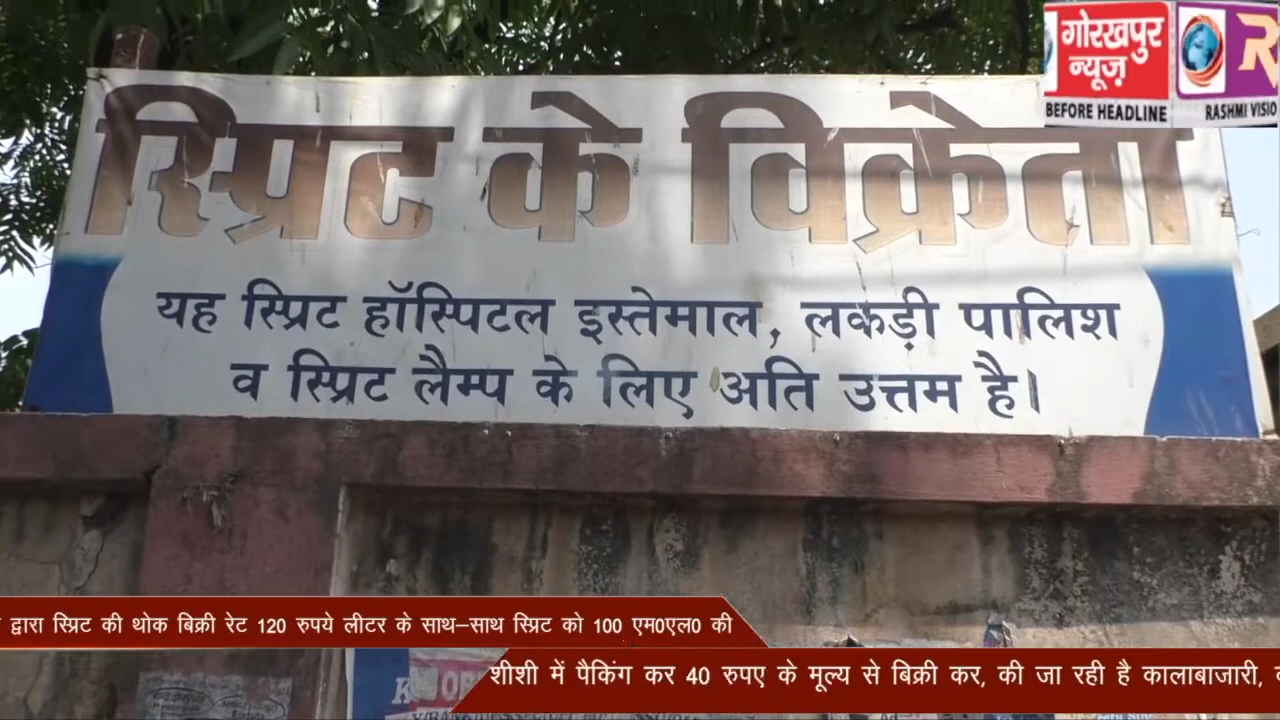 गोरखपुर
न्यूज़
BEFORE HEADLINE
RASHMI VISIO
स्प्रिट के विक्रेता
यह स्प्रिट हॉस्पिटल इस्तेमाल, लकड़ी पालिश
व स्प्रिट लैम्प के लिए अति उत्तम है।
द्वारा स्प्रिट की थोक बिक्री रेट 120 रुपये लीटर के साथ–साथ स्प्रिट को 100 एम0एल0 की
शीशी में पैकिंग कर 40 रुपए के मूल्य से बिक्री कर, की जा रही है कालाबाजारी,